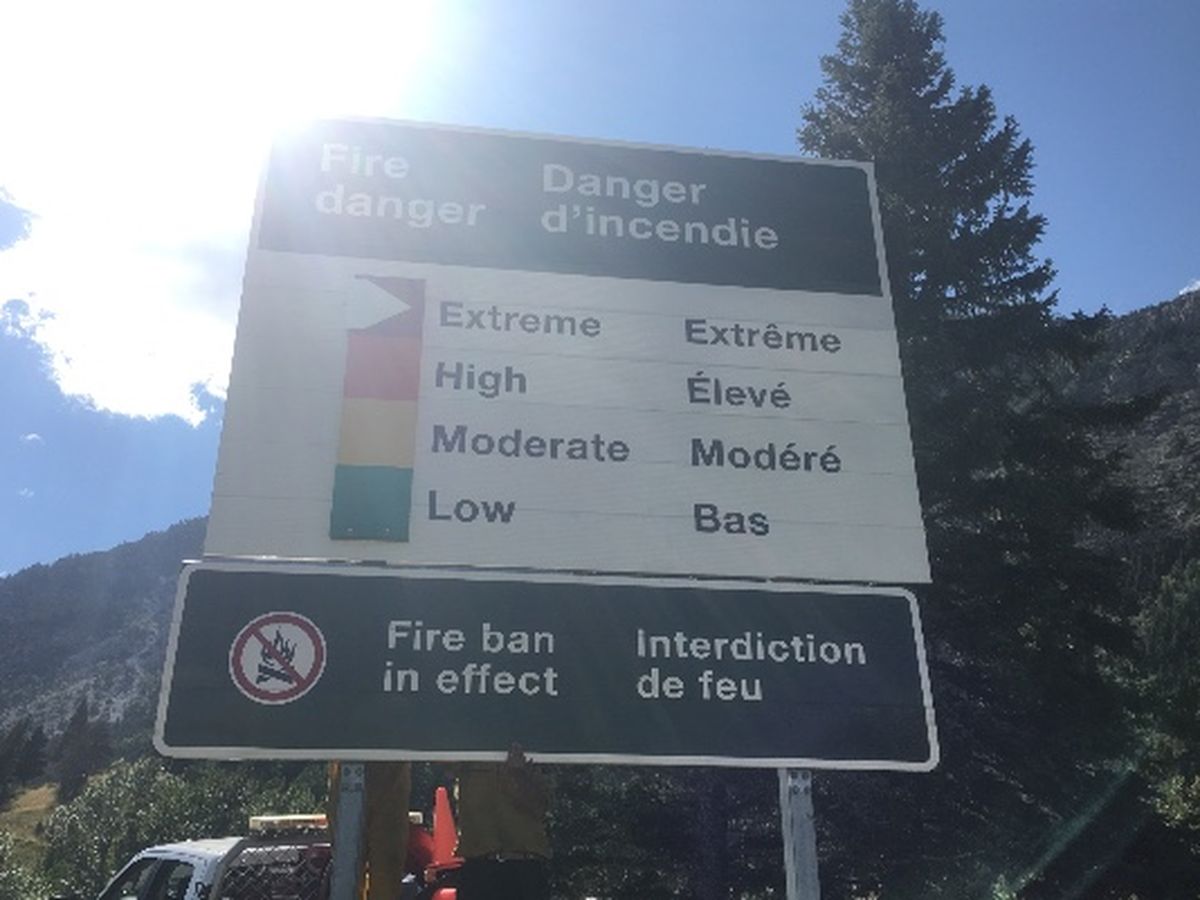 Fire
danger
Danger
d'incendie
Extreme Extrême
High Élevé
Moderate Modéré
Low Bas
Fire ban
in effect
Interdiction
de feu